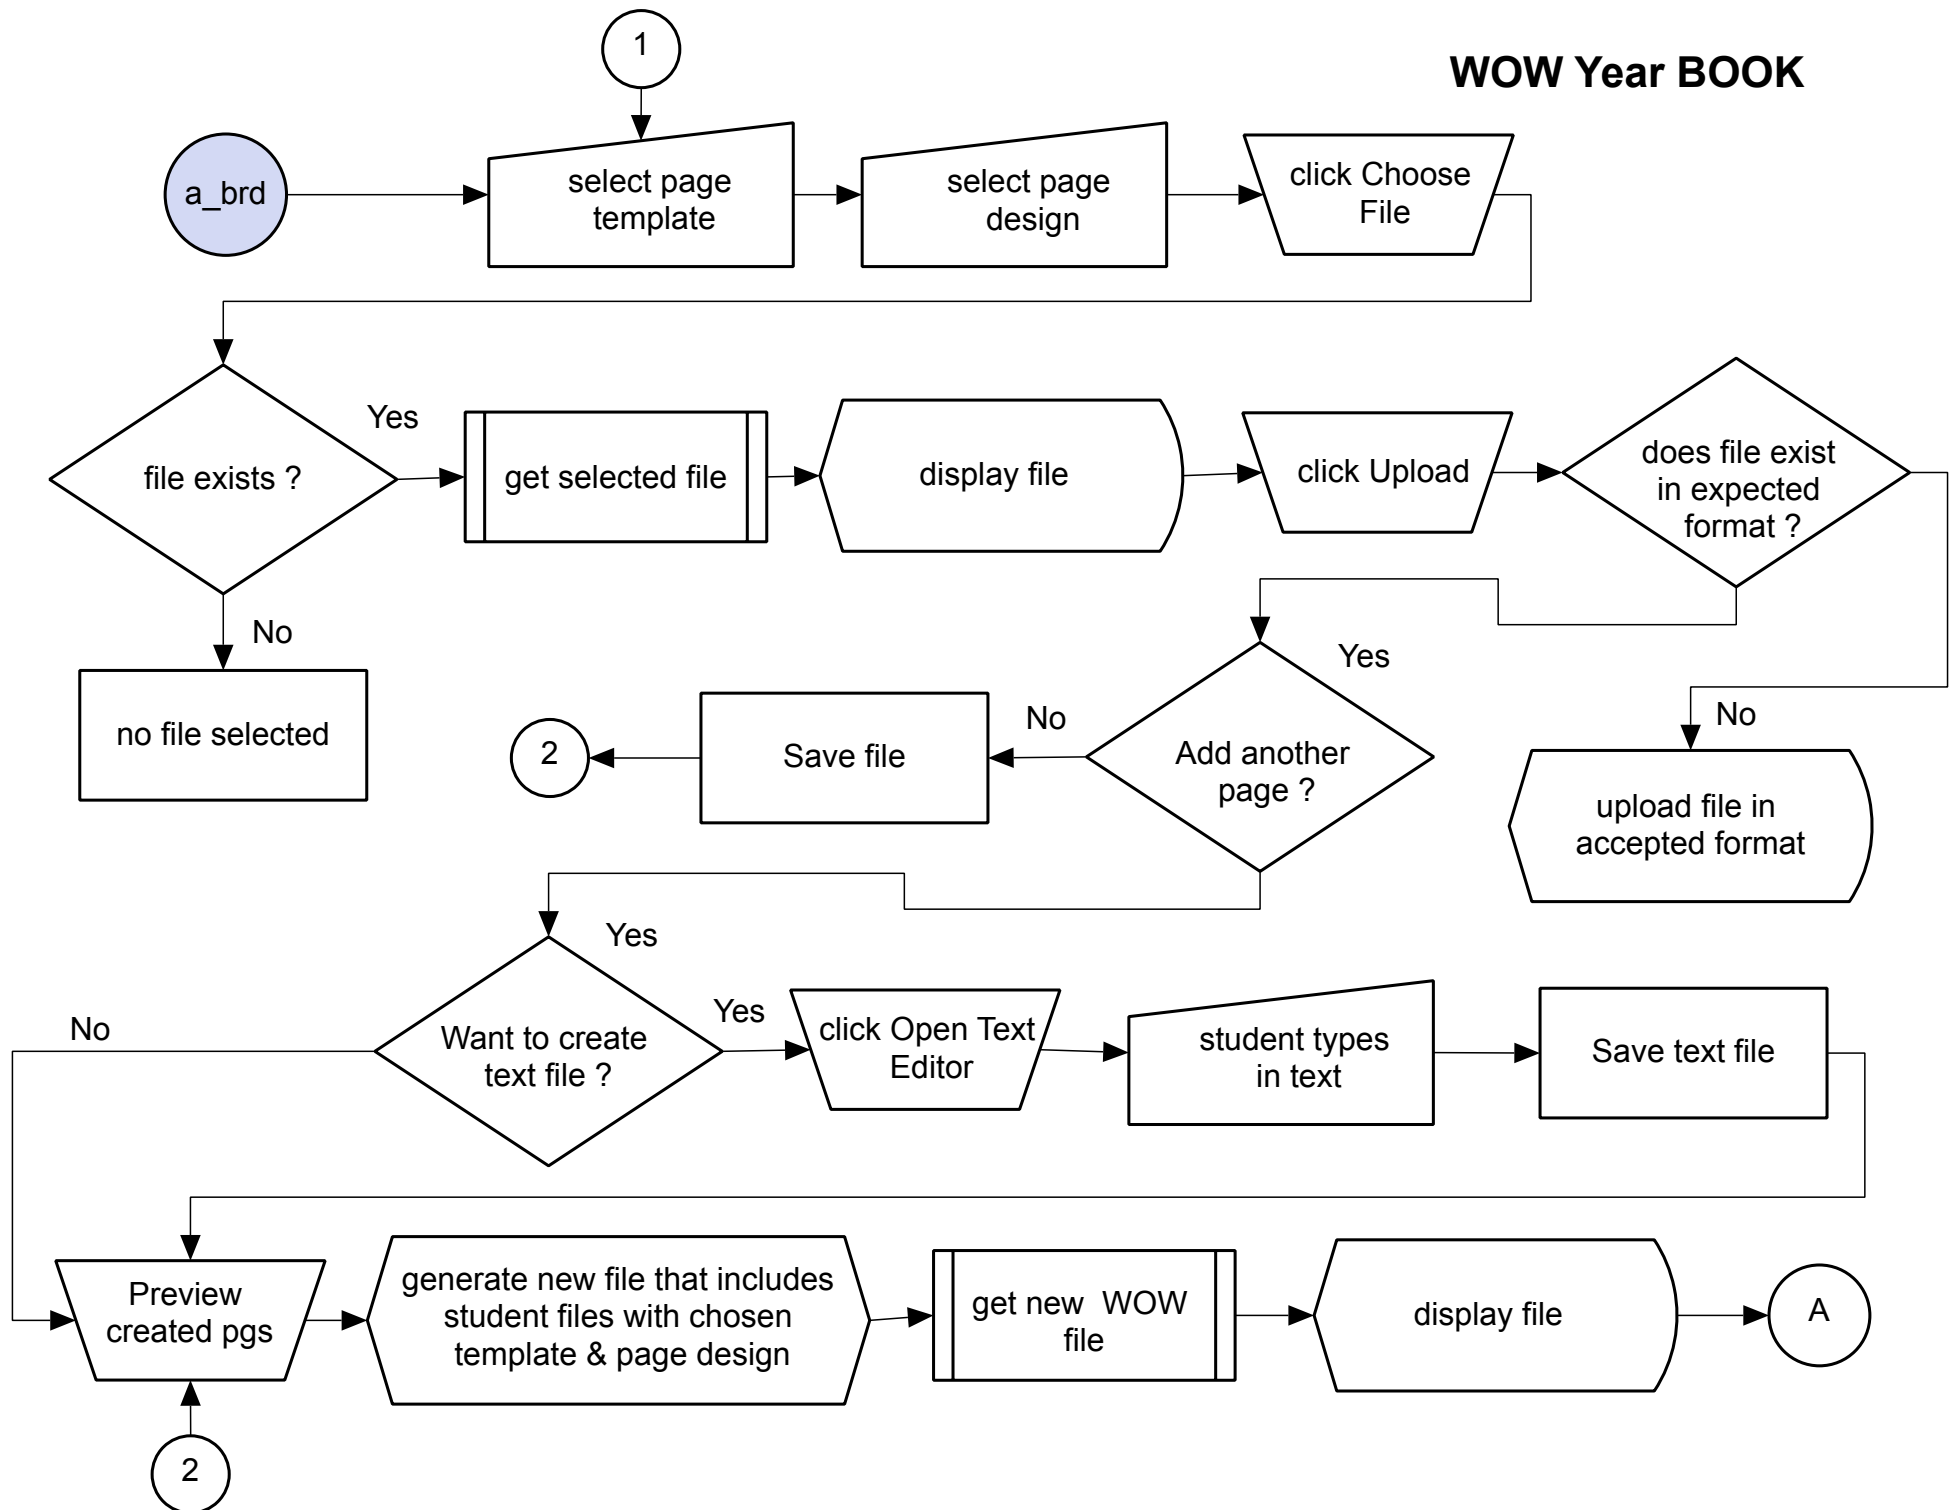 1
WOW Year BOOK
a_brd
select page
template
select page
design
click Choose
File
file exists ?
Yes
get selected file
display file
click Upload
does file exist
in expected
format ?
No
no file selected
2
Save file
No
Yes
Add another
page ?
No
upload file in
accepted format
Yes
No
Want to create
text file ?
Yes
click Open Text
Editor
student types
in text
Save text file
Preview
created pgs
generate new file that includes
student files with chosen
template & page design
get new  WOW
file
display file
A
2